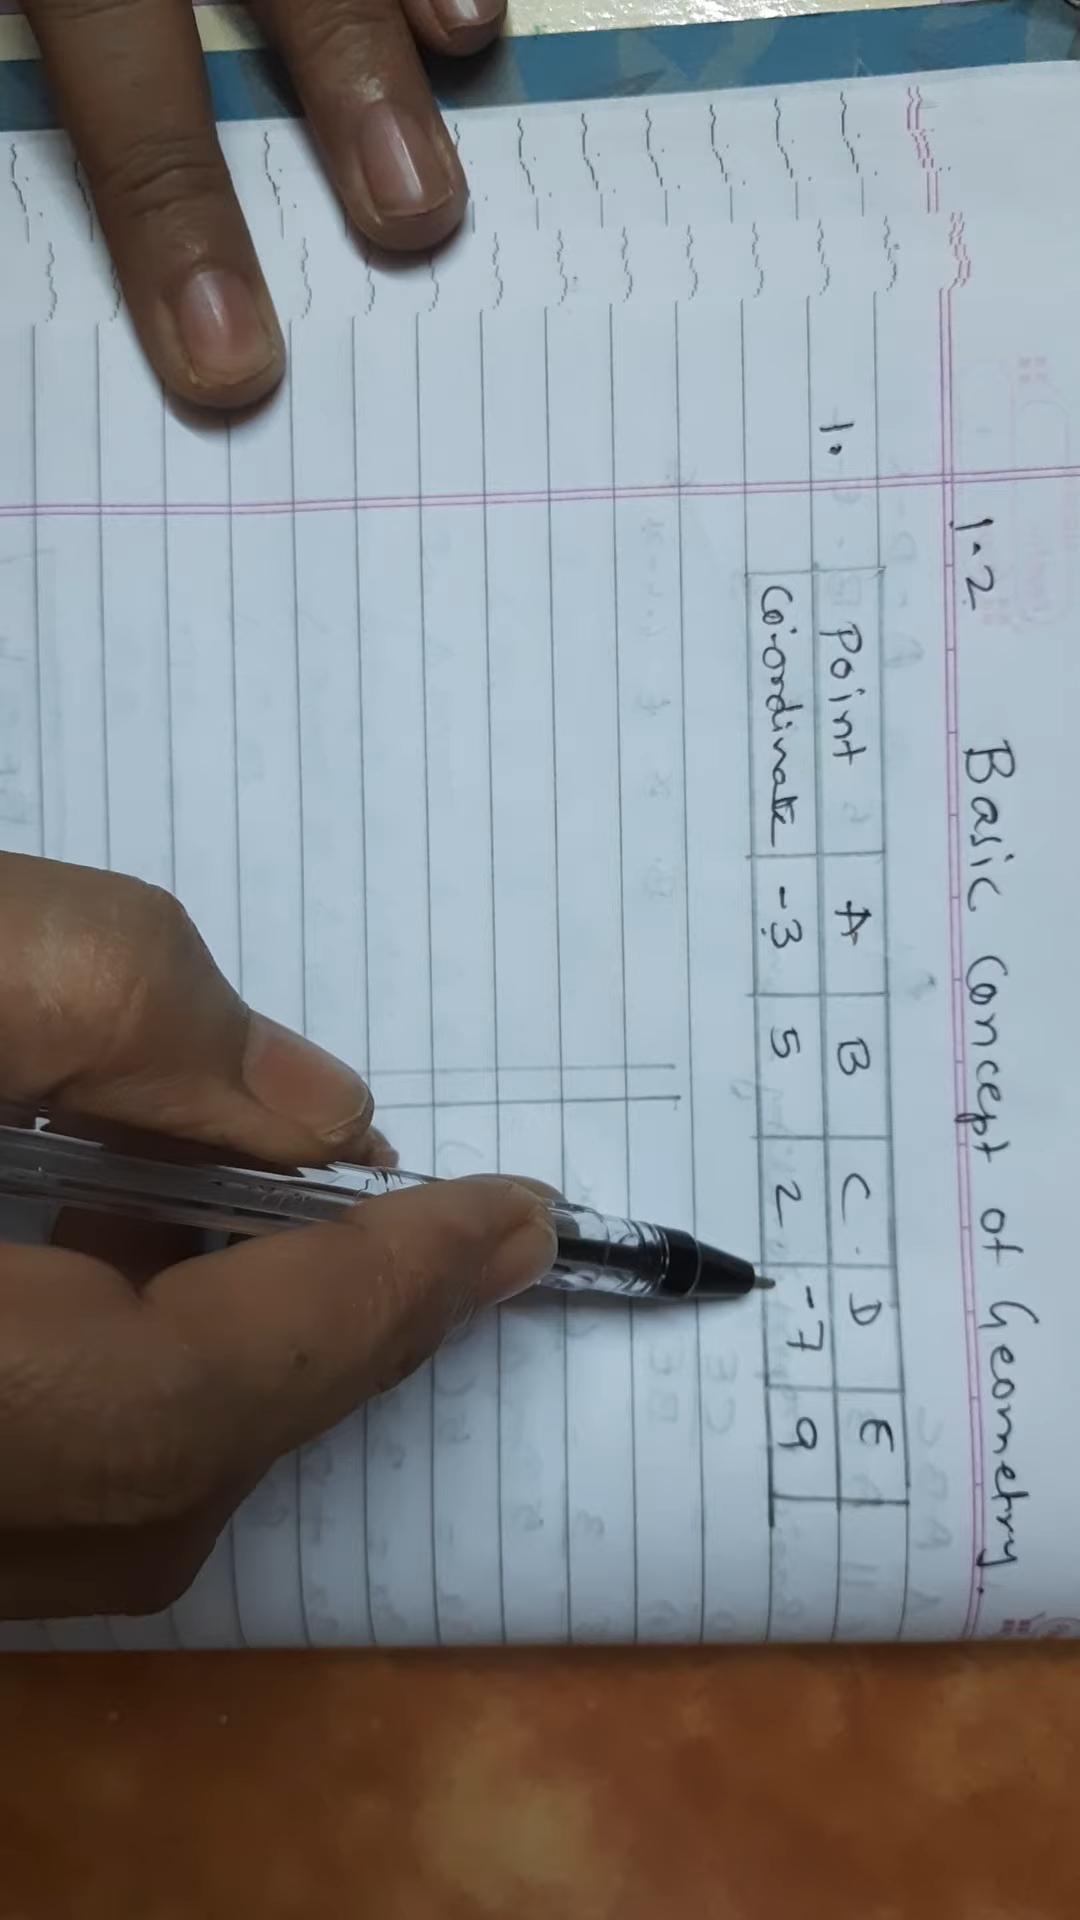 1.2 Basic Concept of Geometry.
1. Point A B C D E
Co-ordinate -3 5 2 -7 9